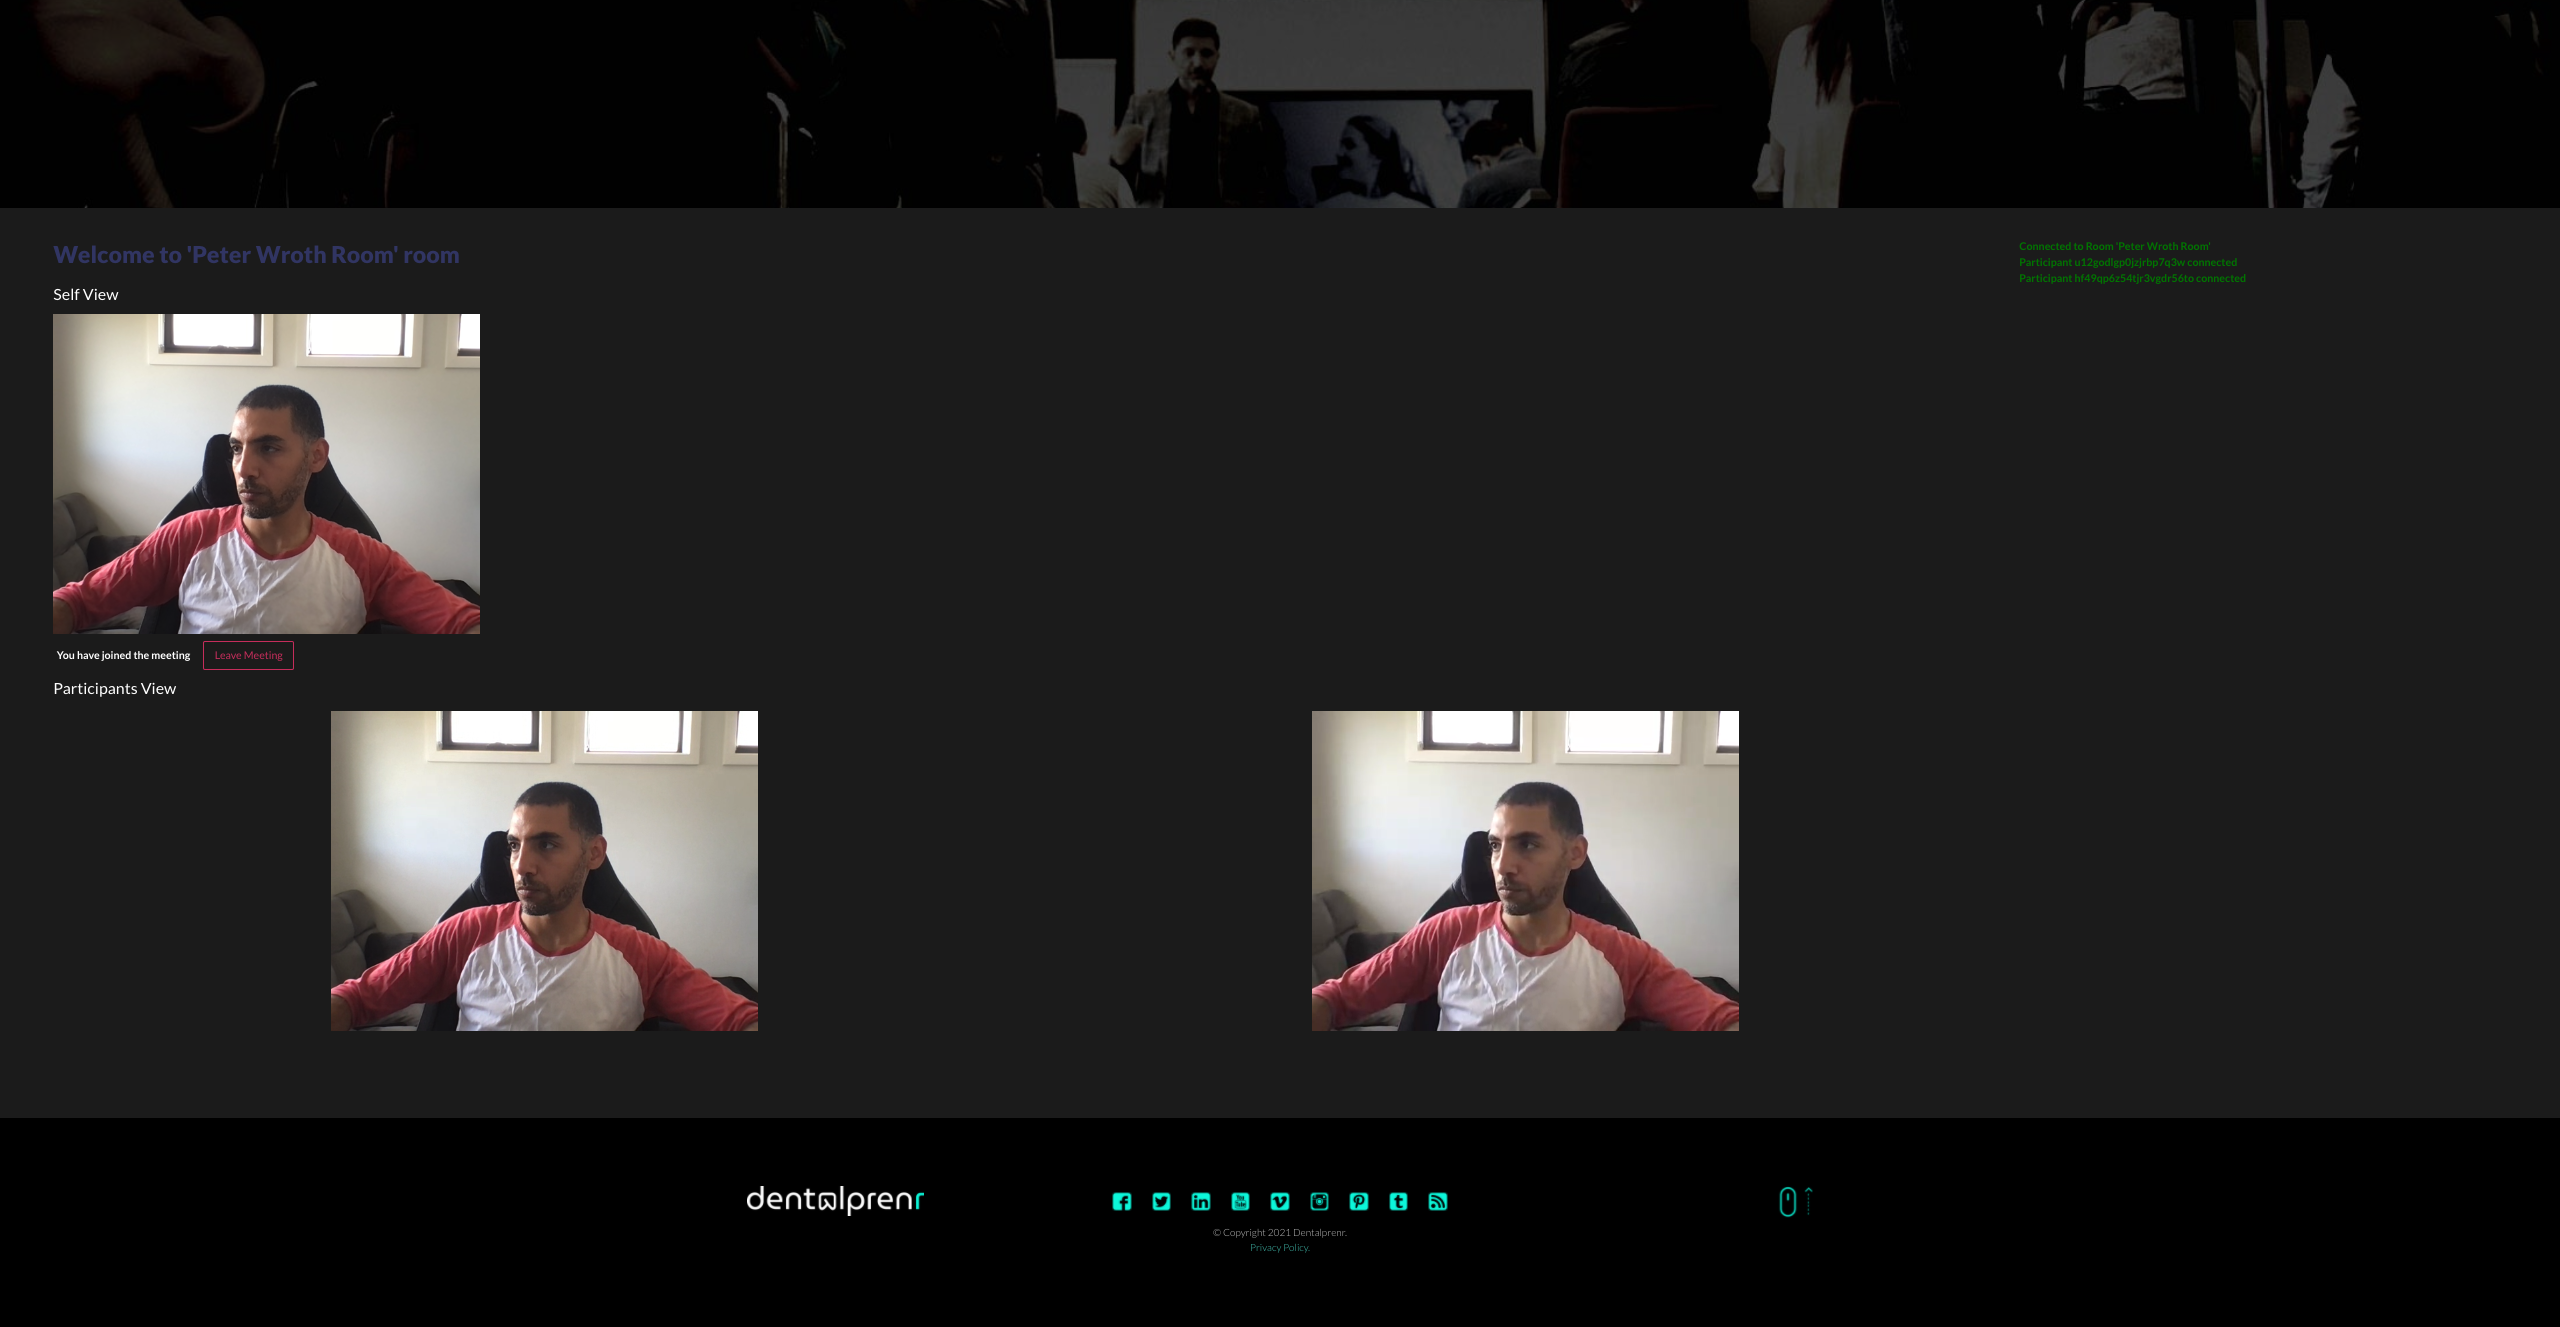 Welcome to 'Peter Wroth Room' room
Connected to Room 'Peter Wroth Room'
Participant u12godlgp0jzjrbp7q3w connected
Participant hf49qp6z54tjr3vgdr56to connected
Self View
You have joined the meeting
Leave Meeting
Participants View
dentalprenr
© Copyright 2021 Dentalprenr.
Privacy Policy.